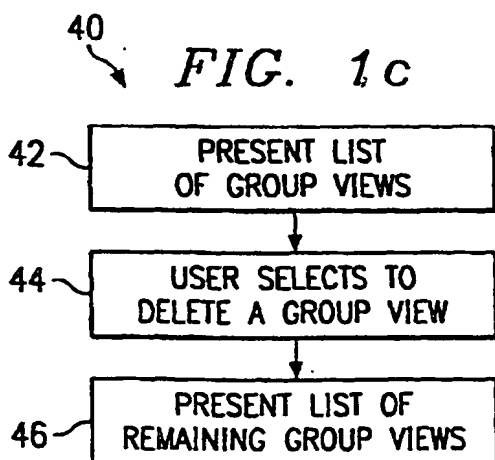 40
FIG. 1c
42
PRESENT LIST
OF GROUP VIEWS
44
USER SELECTS TO
DELETE A GROUP VIEW
46
PRESENT LIST OF
REMAINING GROUP VIEWS